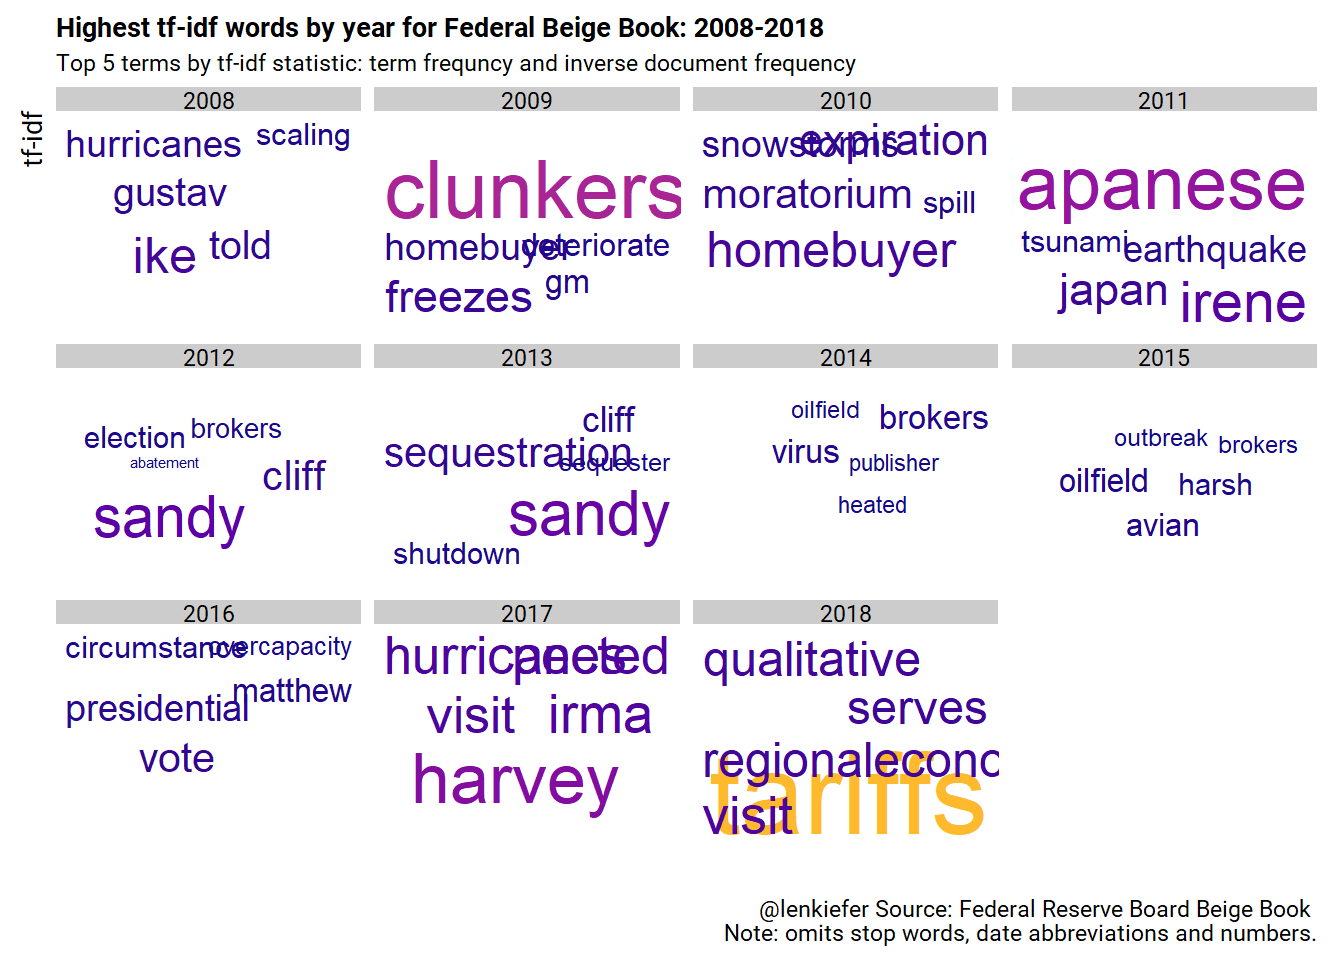 Highest tf-idf words by year for Federal Beige Book: 2008-2018
Top 5 terms by tf-idf statistic: term frequncy and inverse document frequency
tf-idf
2008
hurricanes scaling
gustav
ike told
2009
clunkers
homebuyer deteriorate
freezes gm
2010
snowstorms expiration
moratorium spill
homebuyer
2011
apanese
tsunami earthquake
japan irene
2012
election brokers
abatement
cliff
sandy
2013
cliff
sequestration
sequester
sandy
shutdown
2014
oilfield brokers
virus publisher
heated
2015
outbreak brokers
oilfield harsh
avian
2016
circumstance overcapacity
matthew
presidential
vote
2017
hurricanes
visit irma
harvey
2018
qualitative
serves
regionalecono
tariffs
visit
@lenkiefer Source: Federal Reserve Board Beige Book
Note: omits stop words, date abbreviations and numbers.